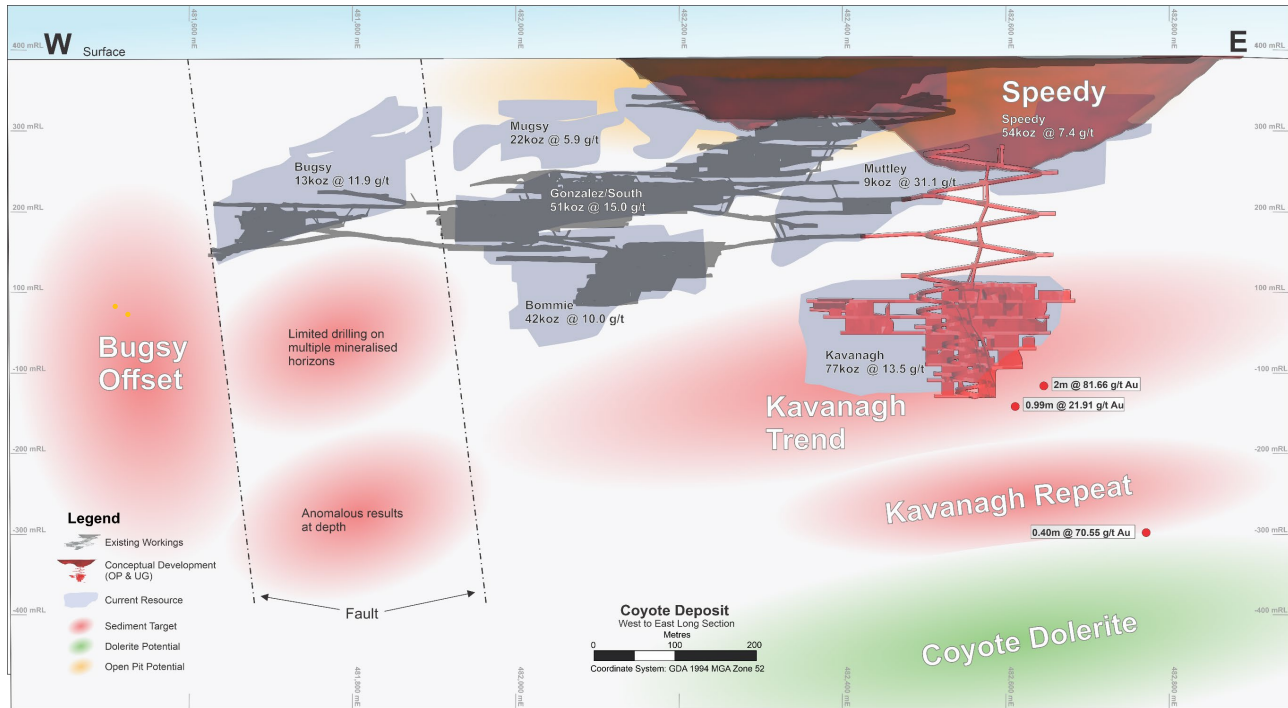 481,600 mE
481,800 mE
482,000 mE
482,200 mE
482,400 mE
482,600 mE
482,800 mE
400 mRL
W
Surface
E
400 mRL
Speedy
Speedy
54koz @ 7.4 g/t
Mugsy
22koz @ 5.9 g/t
300 mRL
300 mRL
Bugsy
13koz @ 11.9 g/t
Muttley
9koz @ 31.1 g/t
Gonzalez/South
51koz @ 15.0 g/t
200 mRL
200 mRL
100 mRL
100 mRL
Bommie
42koz @ 10.0 g/t
Limited drilling on
multiple mineralised
horizons
Bugsy
Offset
Kavanagh
77koz @ 13.5 g/t
-100 mRL
-100 mRL
2m @ 81.66 g/t Au
0.99m @ 21.91 g/t Au
Kavanagh
Trend
-200 mRL
-200 mRL
Kavanagh Repeat
Anomalous results
at depth
0.40m @ 70.55 g/t Au
-300 mRL
-300 mRL
Legend
Existing Workings
Conceptual Development
(OP & UG)
Current Resource
Sediment Target
Dolerite Potential
Open Pit Potential
-400 mRL
-400 mRL
Fault
Coyote Deposit
West to East Long Section
Metres
0
100
200
Coordinate System: GDA 1994 MGA Zone 52
Coyote Dolerite
481,800 mE
482,000 mE
482,200 mE
482,400 mE
482,600 mE
482,800 mE